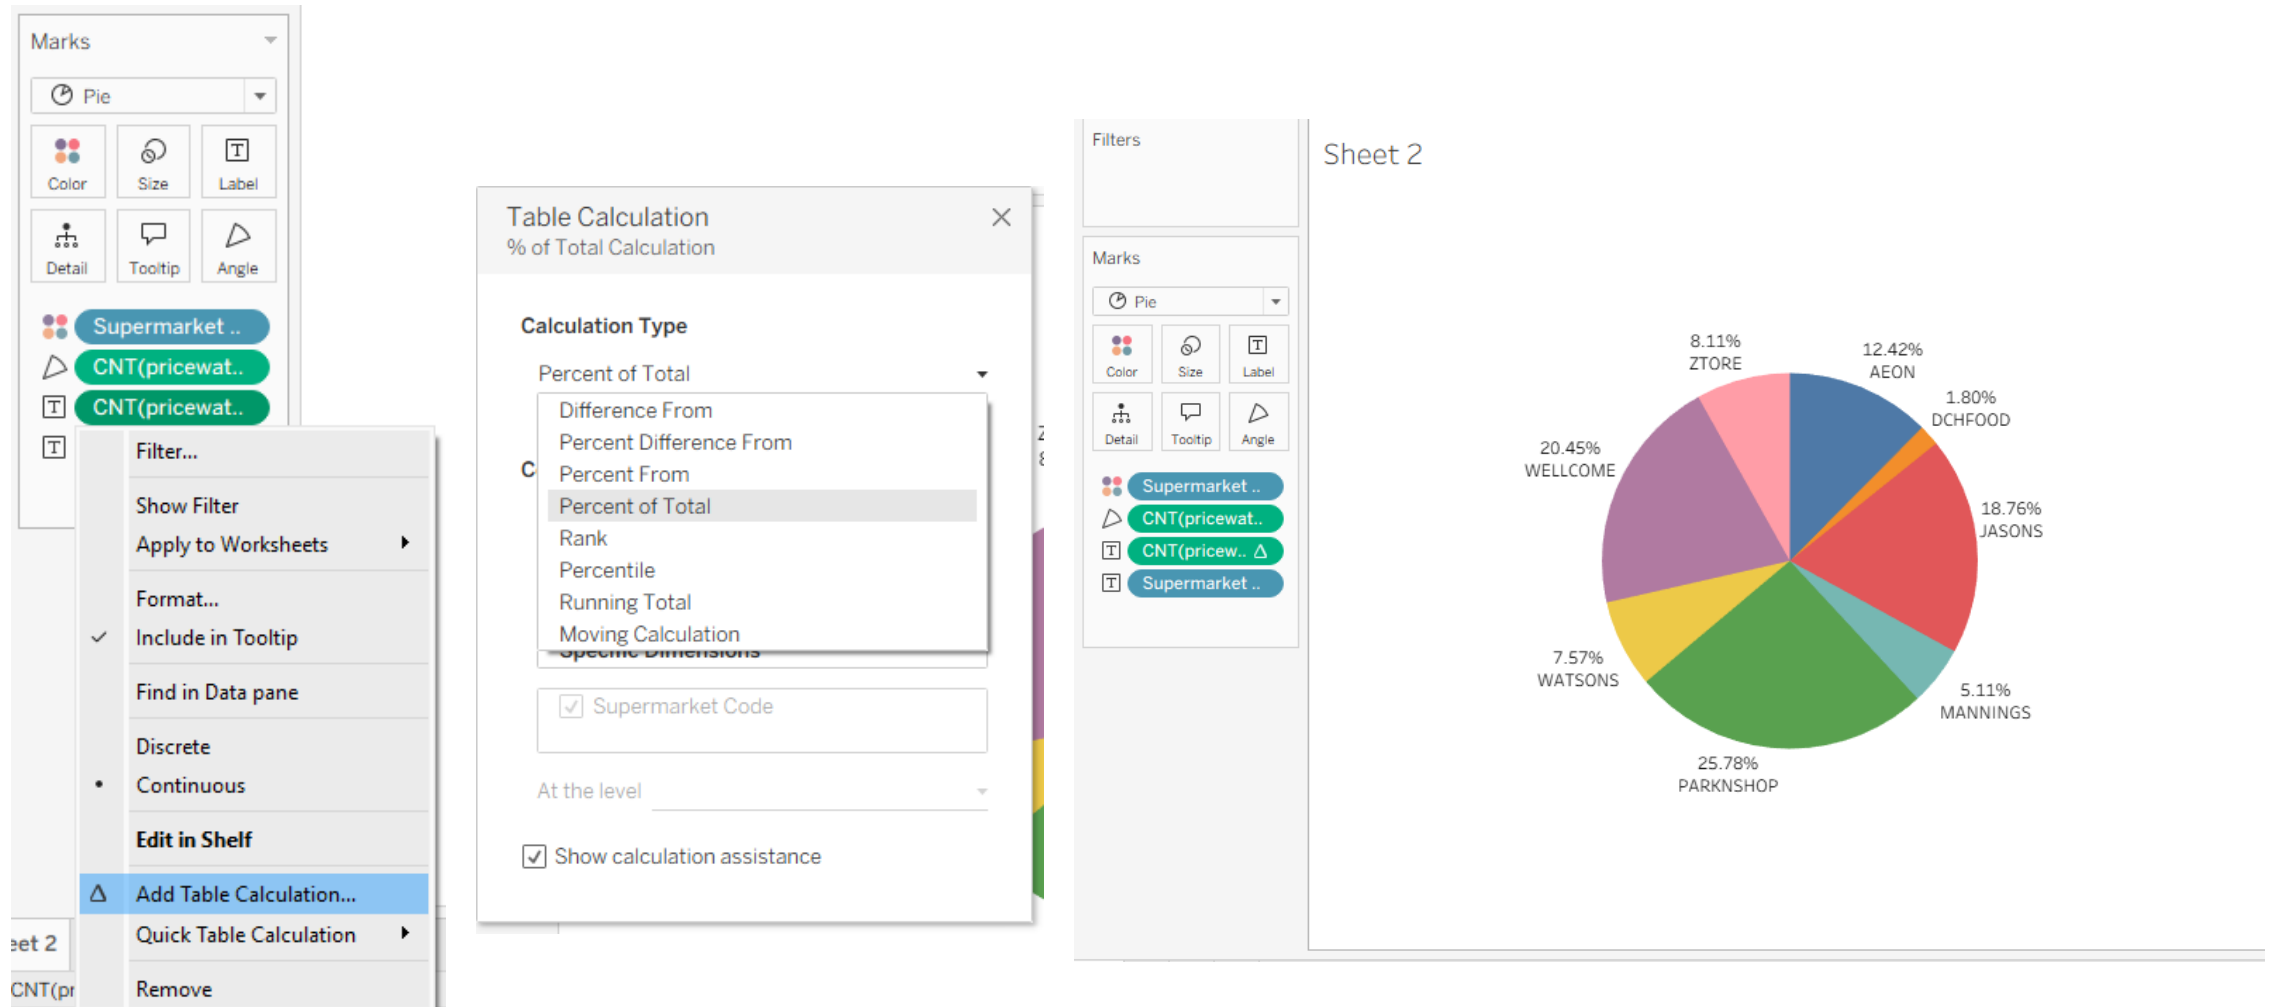 Marks
Pie
Color Size Label
Detail Tooltip Angle
Supermarket ..
CNT(pricewat..
CNT(pricewat..
Filter...
Show Filter
Apply to Worksheets
Format...
Include in Tooltip
Find in Data pane
Discrete
Continuous
Edit in Shelf
Add Table Calculation...
Quick Table Calculation
Remove
eet 2
CNT(pr
Table Calculation
% of Total Calculation
Calculation Type
Percent of Total
Difference From
Percent Difference From
C
Percent From
Percent of Total
Rank
Percentile
Running Total
Moving Calculation
Specific Dimensions
Supermarket Code
At the level
Show calculation assistance
Filters
Marks
Pie
Color Size Label
Detail Tooltip Angle
Supermarket ..
CNT(pricewat..
CNT(pricew..
Supermarket ..
Sheet 2
8.11%
ZTORE
12.42%
AEON
1.80%
DCHFOOD
20.45%
WELLCOME
18.76%
JASONS
7.57%
WATSONS
5.11%
MANNINGS
25.78%
PARKNSHOP